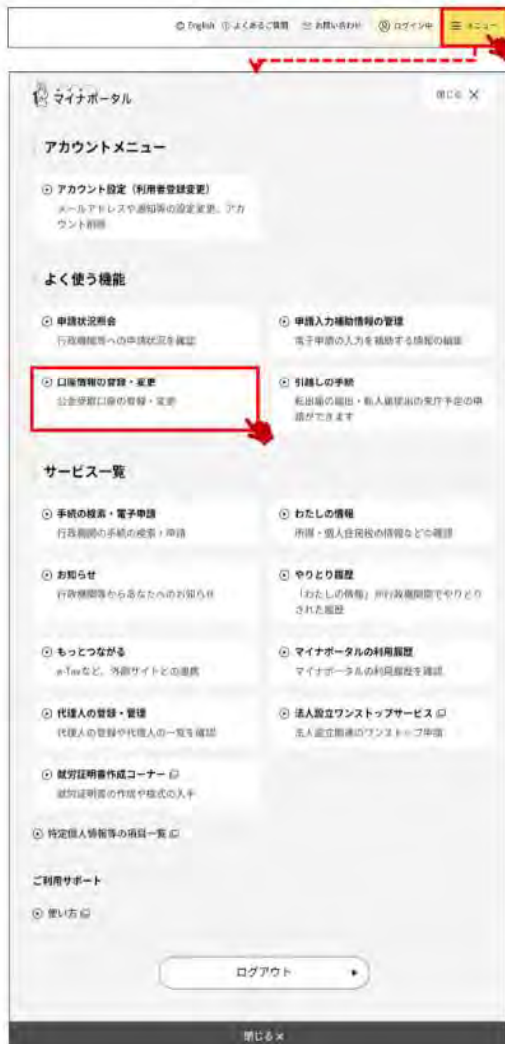 English よくあるご質問 お問い合わせ ログイン中 メニュー
マイナポータル
閉じる
アカウントメニュー
アカウント設定（利用者登録変更）
メールアドレスや通知等の設定変更、アカ
ウント削除
よく使う機能
申請状況照会
行政機関等への申請状況を確認
申請入力補助情報の管理
電子申請の入力を補助する情報の編集
口座情報の登録・変更
公金受取口座の登録・変更
引越しの手続
転出届の提出・転入届提出の来庁予定の申
請ができます
サービス一覧
手続の検索・電子申請
行政機関の手続の検索・申請
わたしの情報
所得・個人住民税の情報などの確認
お知らせ
行政機関等からあなたへのお知らせ
やりとり履歴
「わたしの情報」が行政機関間でやりとり
された履歴
もっとつながる
e-Taxなど、外部サイトとの連携
マイナポータルの利用履歴
マイナポータルの利用履歴を確認
代理人の登録・管理
代理人の登録や代理人の一覧を確認
法人設立ワンストップサービス
法人設立関連のワンストップ申請
就労証明書作成コーナー
就労証明書の作成や様式の入手
特定個人情報等の項目一覧
ご利用サポート
使い方
ログアウト
閉じる